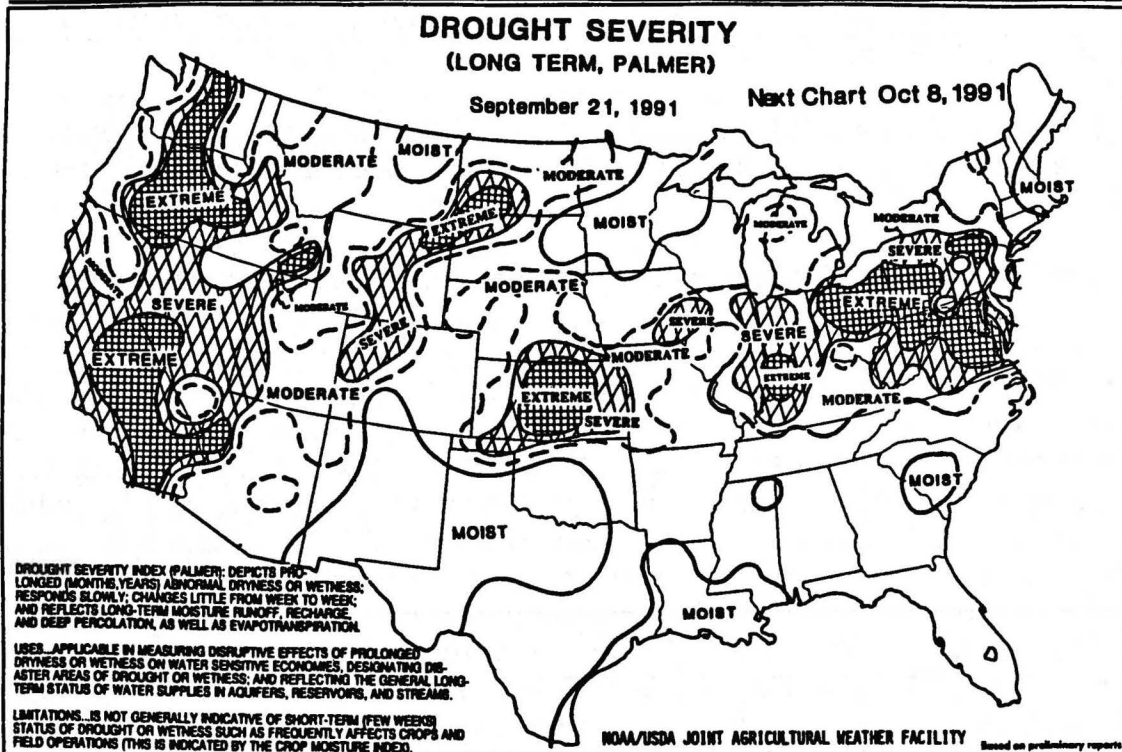 DROUGHT SEVERITY
(LONG TERM, PALMER)
September 21, 1991
Next Chart Oct 8, 1991
MODERATE
MOIST
MODERATE
EXTREME
EXTREME
MOIST
MODERATE
MODERATE
MOIST
MODERATE
SEVERE
MODERATE
MODERATE
SEVERE
EXTREME
EXTREME
SEVERE
SEVERE
SEVERE
MODERATE
MODERATE
EXTREME
EXTREME
SEVERE
MODERATE
MOIST
MOIST
MOIST
DROUGHT SEVERITY INDEX (PALMER): DEPICTS PRO-
LONGED (MONTHS, YEARS) ABNORMAL DRYNESS OR WETNESS;
RESPONDS SLOWLY; CHANGES LITTLE FROM WEEK TO WEEK;
AND REFLECTS LONG-TERM MOISTURE RUNOFF, RECHARGE,
AND DEEP PERCOLATION, AS WELL AS EVAPOTRANSPIRATION.
USES...APPLICABLE IN MEASURING DISRUPTIVE EFFECTS OF PROLONGED
DRYNESS OR WETNESS ON WATER SENSITIVE ECONOMIES, DESIGNATING DIS-
ASTER AREAS OF DROUGHT OR WETNESS; AND REFLECTING THE GENERAL LONG-
TERM STATUS OF WATER SUPPLIES IN AQUIFERS, RESERVOIRS, AND STREAMS.
LIMITATIONS...IS NOT GENERALLY INDICATIVE OF SHORT-TERM (FEW WEEKS)
STATUS OF DROUGHT OR WETNESS SUCH AS FREQUENTLY AFFECTS CROPS AND
FIELD OPERATIONS (THIS IS INDICATED BY THE CROP MOISTURE INDEX).
NOAA/USDA JOINT AGRICULTURAL WEATHER FACILITY
Based on preliminary reports